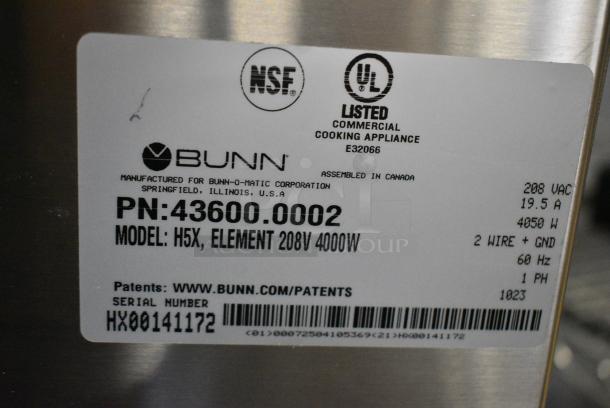 NSF®
UL®
LISTED
COMMERCIAL
COOKING APPLIANCE
E32066
BUNN®
MANUFACTURED FOR BUNN-O-MATIC CORPORATION
SPRINGFIELD, ILLINOIS, U.S.A
ASSEMBLED IN CANADA
PN:43600.0002
MODEL: H5X, ELEMENT 208V 4000W
208 VAC
19.5 A
4050 W
2 WIRE + GND
60 Hz
1 PH
1023
Patents: WWW.BUNN.COM/PATENTS
SERIAL NUMBER
HX00141172
(01)00072504105369(21)HX00141172